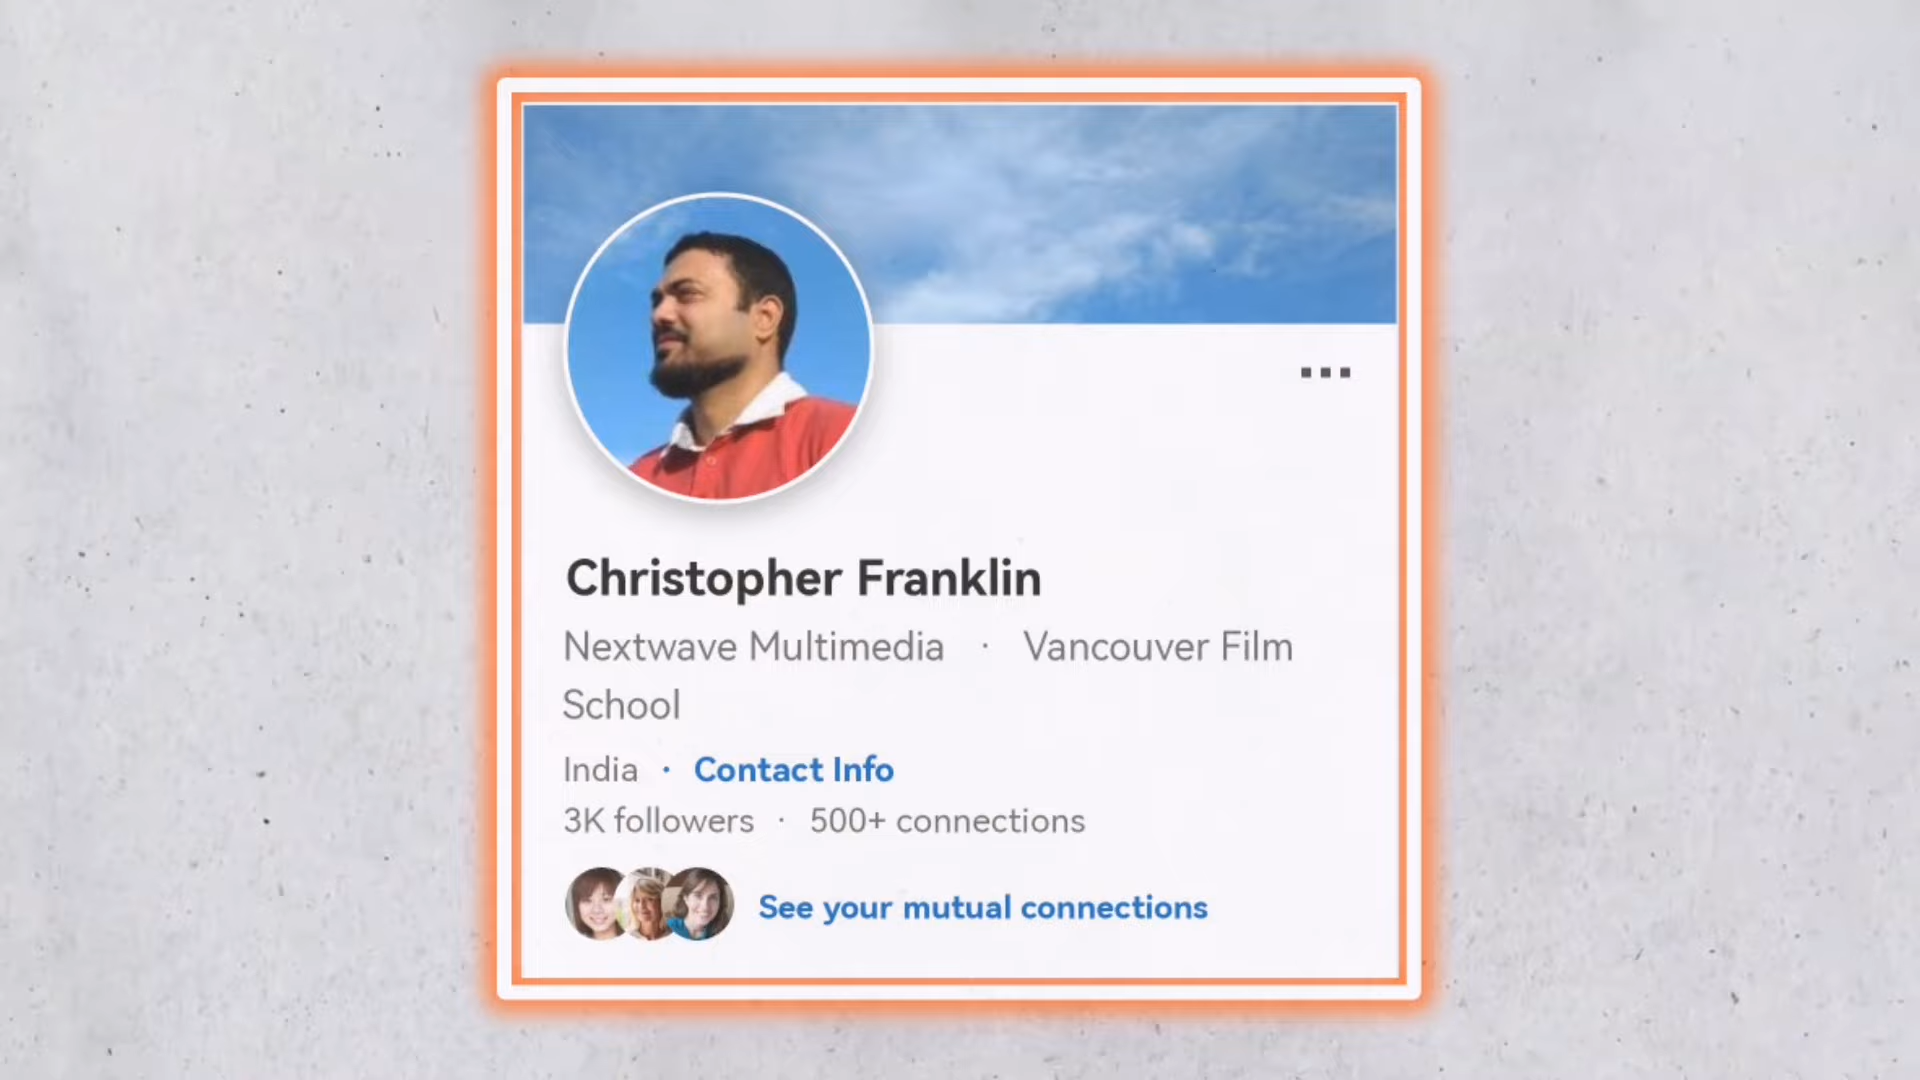 Christopher Franklin
Nextwave Multimedia · Vancouver Film
School
India · Contact Info
3K followers · 500+ connections
See your mutual connections